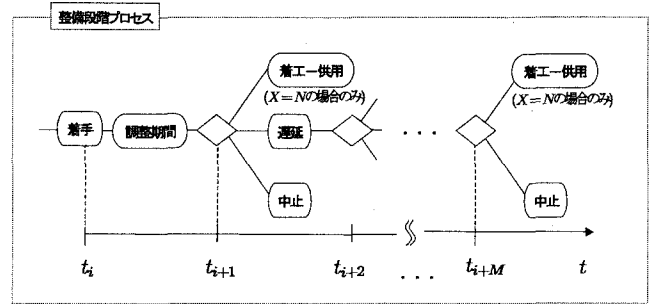 整備段階プロセス
着工ー供用
(X=Nの場合のみ)
着工ー供用
(X=Nの場合のみ)
着手
調整期間
遅延
. . .
中止
中止
t_i
t_{i+1}
t_{i+2}
. . .
t_{i+M}
t